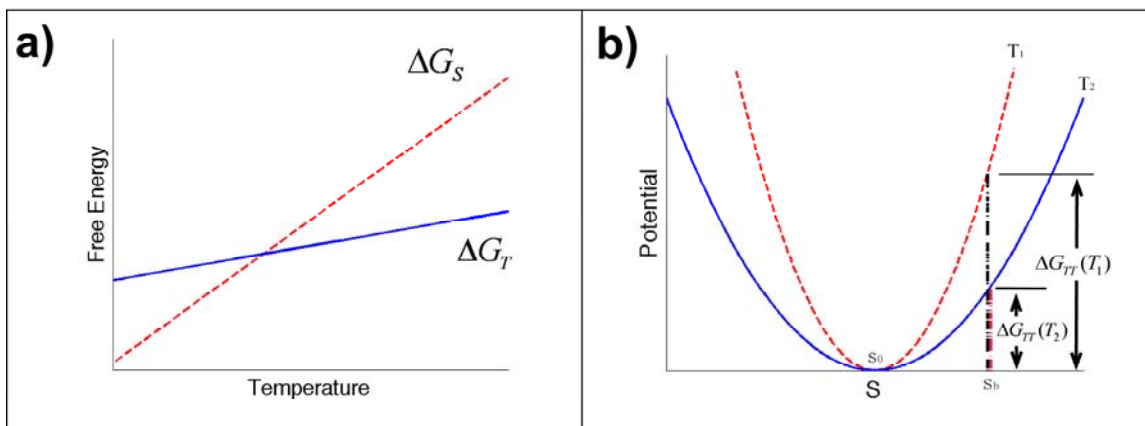 a)
ΔG_S
Free Energy
ΔG_T
Temperature
b)
T₁
T₂
Potential
ΔG_TT(T₁)
ΔG_TT(T₂)
S₀
S
S_b